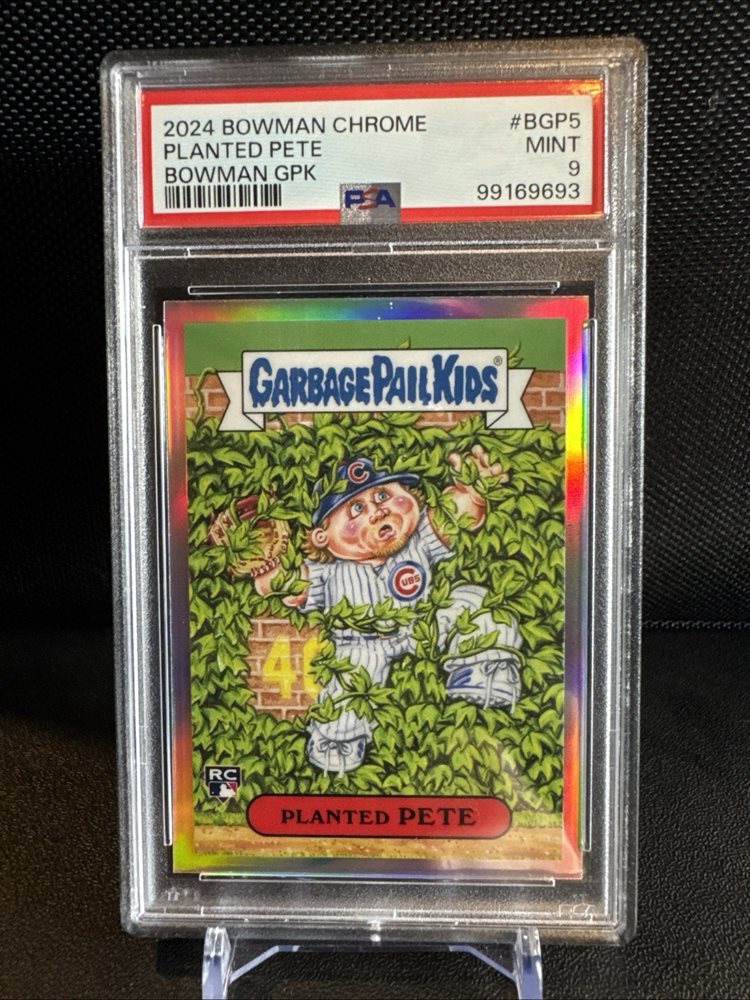 2024 BOWMAN CHROME #BGP5
PLANTED PETE MINT
BOWMAN GPK 9
PSA 99169693
GARBAGE PAIL KIDS®
C
CUBS
40
RC
PLANTED PETE